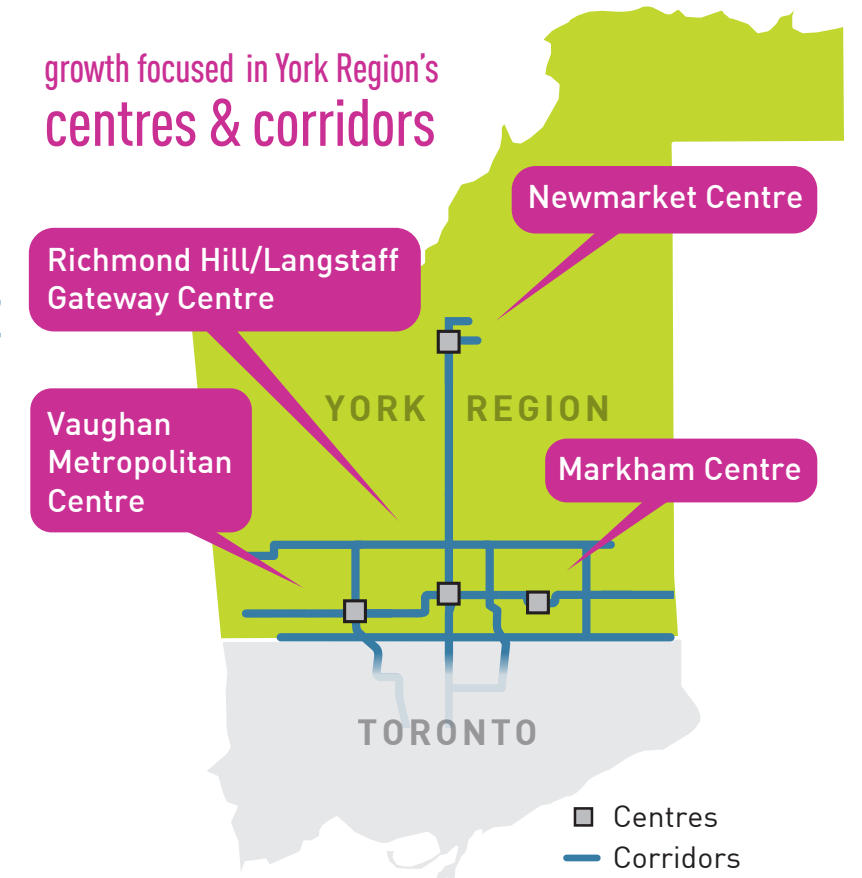 growth focused in York Region's
centres & corridors
Newmarket Centre
Richmond Hill/Langstaff
Gateway Centre
YORK REGION
Vaughan
Metropolitan
Centre
Markham Centre
TORONTO
Centres
Corridors